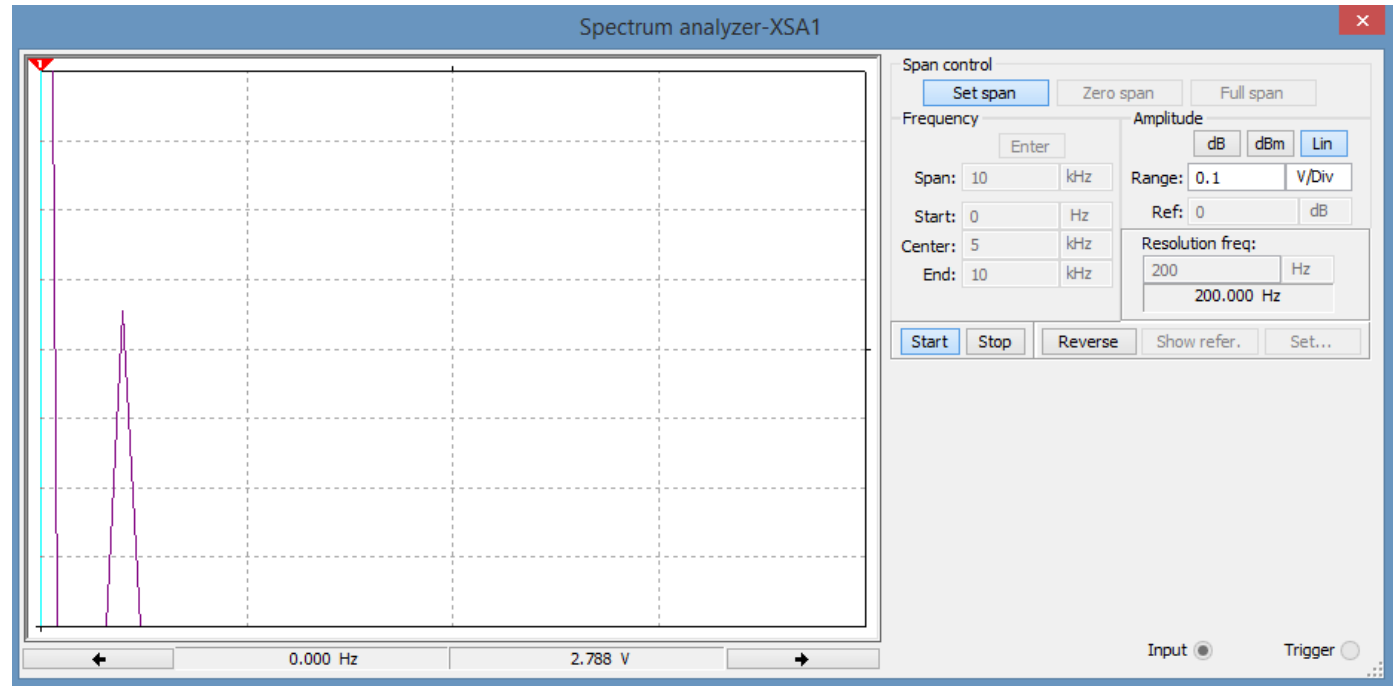 Spectrum analyzer-XSA1
1
Span control
Set span Zero span Full span
Frequency
Enter
Span: 10 kHz
Start: 0 Hz
Center: 5 kHz
End: 10 kHz
Amplitude
dB dBm Lin
Range: 0.1 V/Div
Ref: 0 dB
Resolution freq:
200 Hz
200.000 Hz
Start Stop Reverse Show refer. Set...
0.000 Hz 2.788 V
Input Trigger